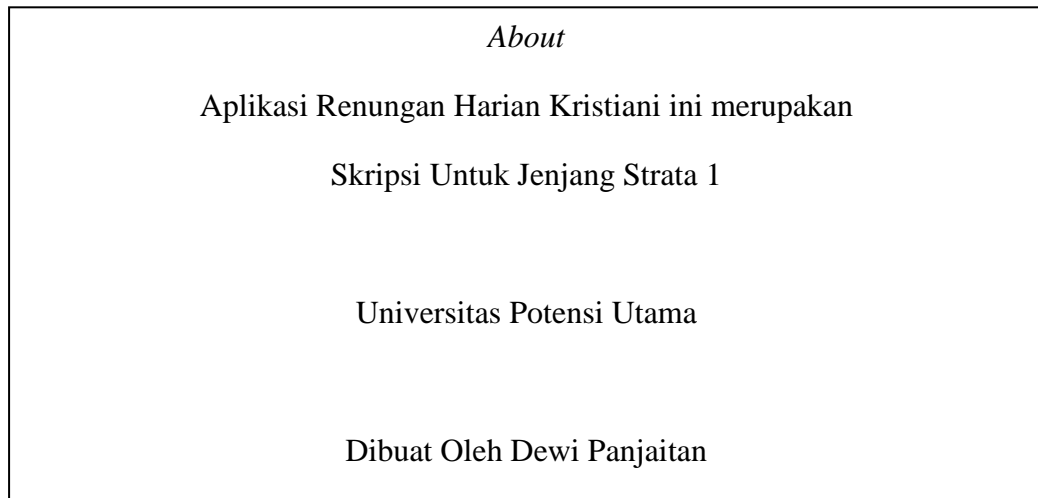 About
Aplikasi Renungan Harian Kristiani ini merupakan
Skripsi Untuk Jenjang Strata 1
Universitas Potensi Utama
Dibuat Oleh Dewi Panjaitan